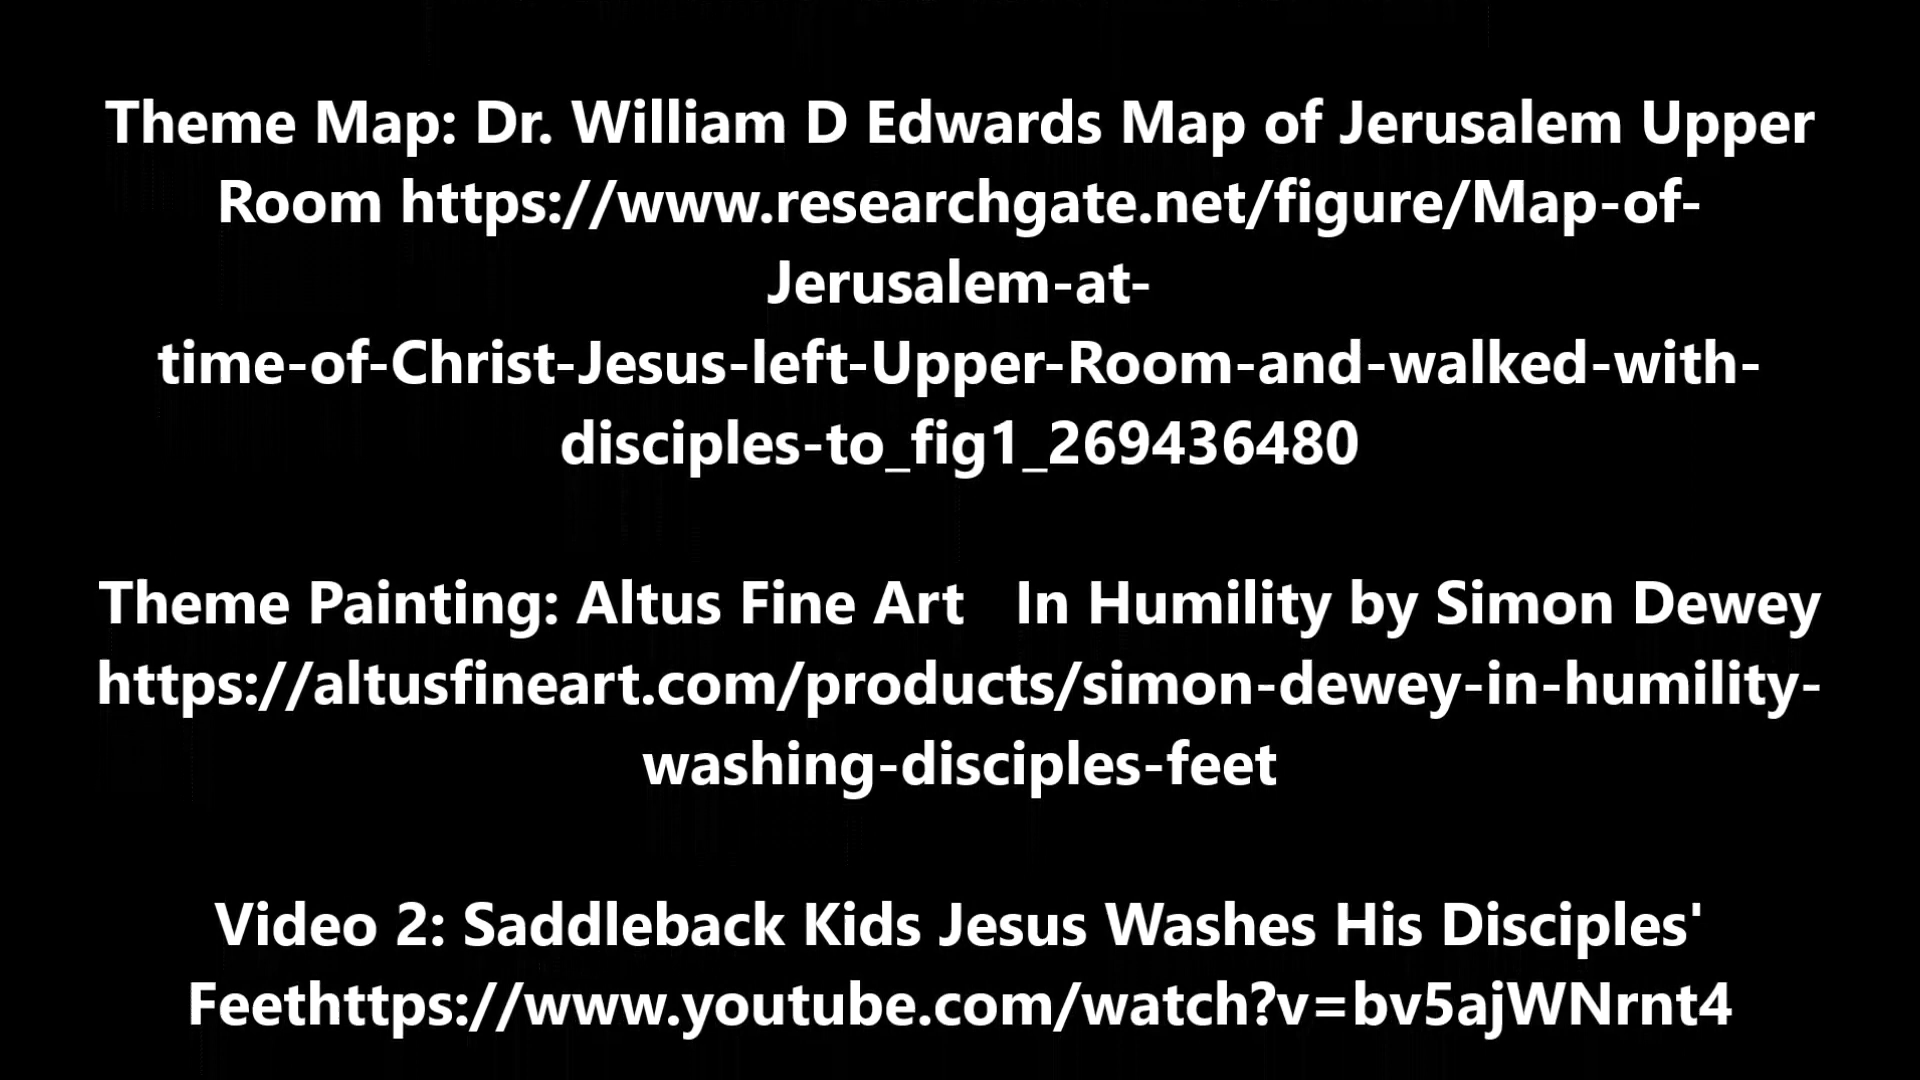 Theme Map: Dr. William D Edwards Map of Jerusalem Upper
Room https://www.researchgate.net/figure/Map-of-
Jerusalem-at-
time-of-Christ-Jesus-left-Upper-Room-and-walked-with-
disciples-to_fig1_269436480
Theme Painting: Altus Fine Art   In Humility by Simon Dewey
https://altusfineart.com/products/simon-dewey-in-humility-
washing-disciples-feet
Video 2: Saddleback Kids Jesus Washes His Disciples'
Feethttps://www.youtube.com/watch?v=bv5ajWNrnt4